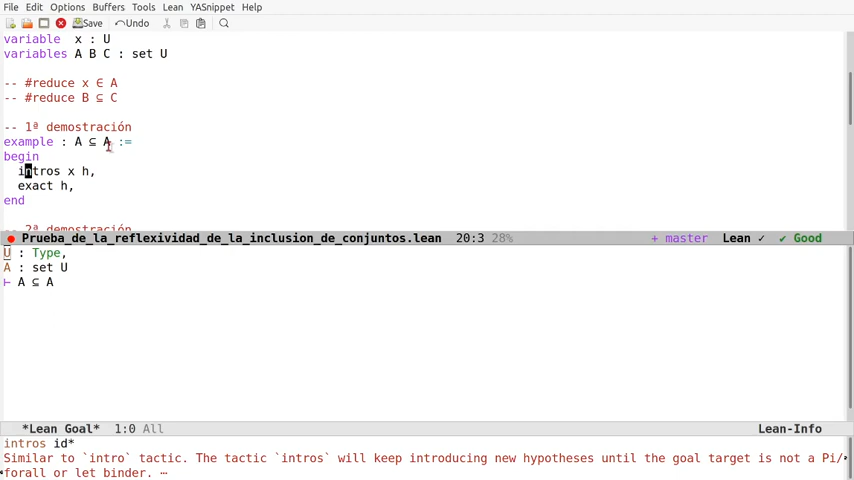 File Edit Options Buffers Tools Lean YASnippet Help
Save Undo
variable  x : U
variables A B C : set U
-- #reduce x ∈ A
-- #reduce B ⊆ C
-- 1ª demostración
example : A ⊆ A :=
begin
intros x h,
exact h,
end
-- 2ª demostración
Prueba_de_la_reflexividad_de_la_inclusion_de_conjuntos.lean 20:3 28% + master Lean ✓ ✔ Good
U : Type,
A : set U
⊢ A ⊆ A
*Lean Goal* 1:0 All Lean-Info
intros id*
Similar to `intro` tactic. The tactic `intros` will keep introducing new hypotheses until the goal target is not a Pi/
forall or let binder. ⋯